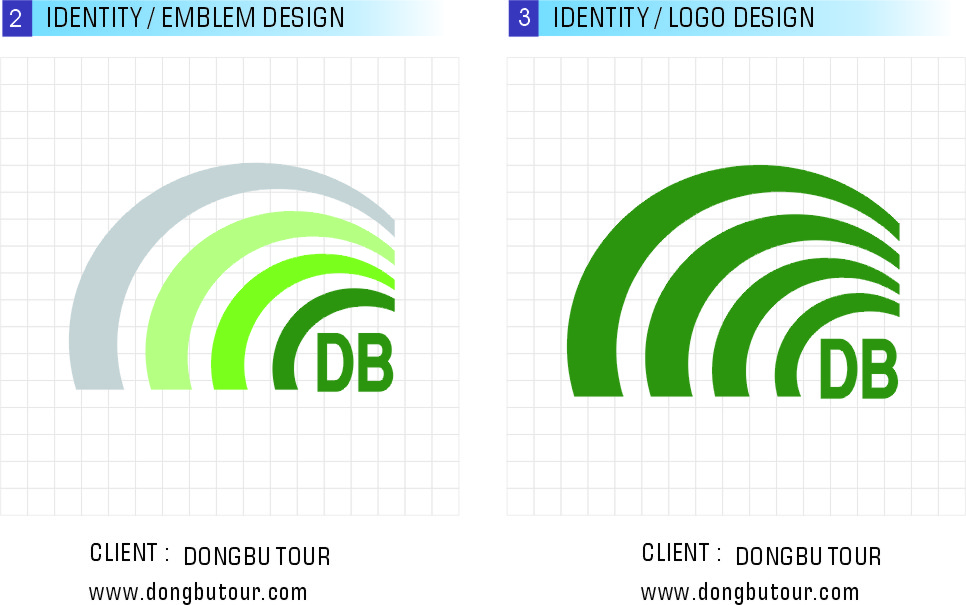 2 IDENTITY / EMBLEM DESIGN
DB
CLIENT : DONGBU TOUR
www.dongbutour.com
3 IDENTITY / LOGO DESIGN
DB
CLIENT : DONGBU TOUR
www.dongbutour.com